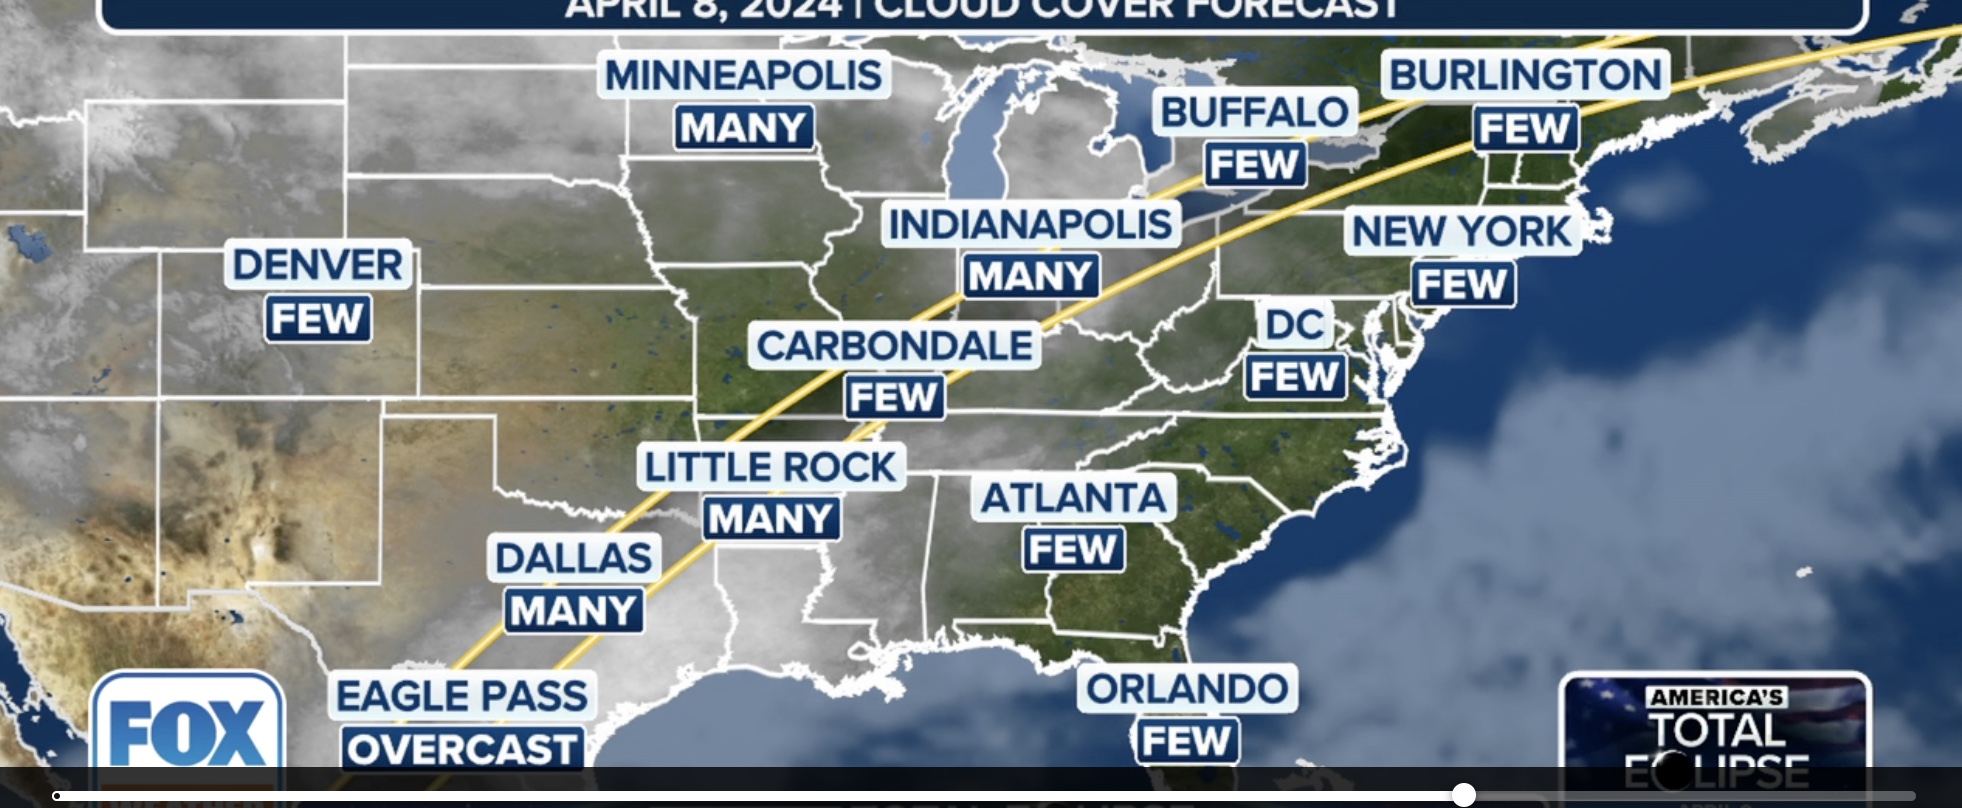 APRIL 8, 2024 | CLOUD COVER FORECAST
MINNEAPOLIS
MANY
BURLINGTON
FEW
BUFFALO
FEW
INDIANAPOLIS
MANY
NEW YORK
FEW
DENVER
FEW
CARBONDALE
FEW
DC
FEW
LITTLE ROCK
MANY
ATLANTA
FEW
DALLAS
MANY
EAGLE PASS
OVERCAST
ORLANDO
FEW
FOX
AMERICA'S
TOTAL
ECLIPSE